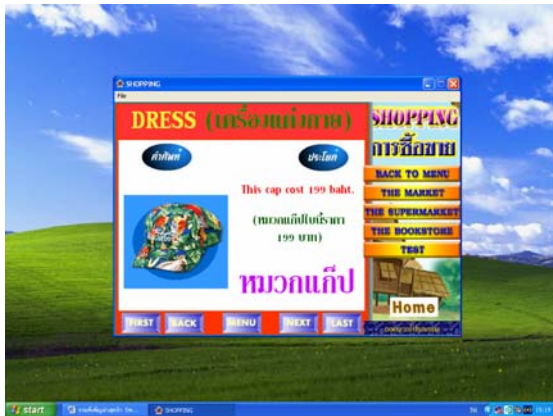 SHOPPING
File
DRESS (เครื่องแต่งกาย)
คำศัพท์
ประโยค
This cap cost 199 baht.
(หมวกแก๊ปใบนี้ราคา
199 บาท)
หมวกแก๊ป
FIRST
BACK
MENU
NEXT
LAST
SHOPPING
การซื้อขาย
BACK TO MENU
THE MARKET
THE SUPERMARKET
THE BOOKSTORE
TEST
Home
start
SHOPPING
15:19